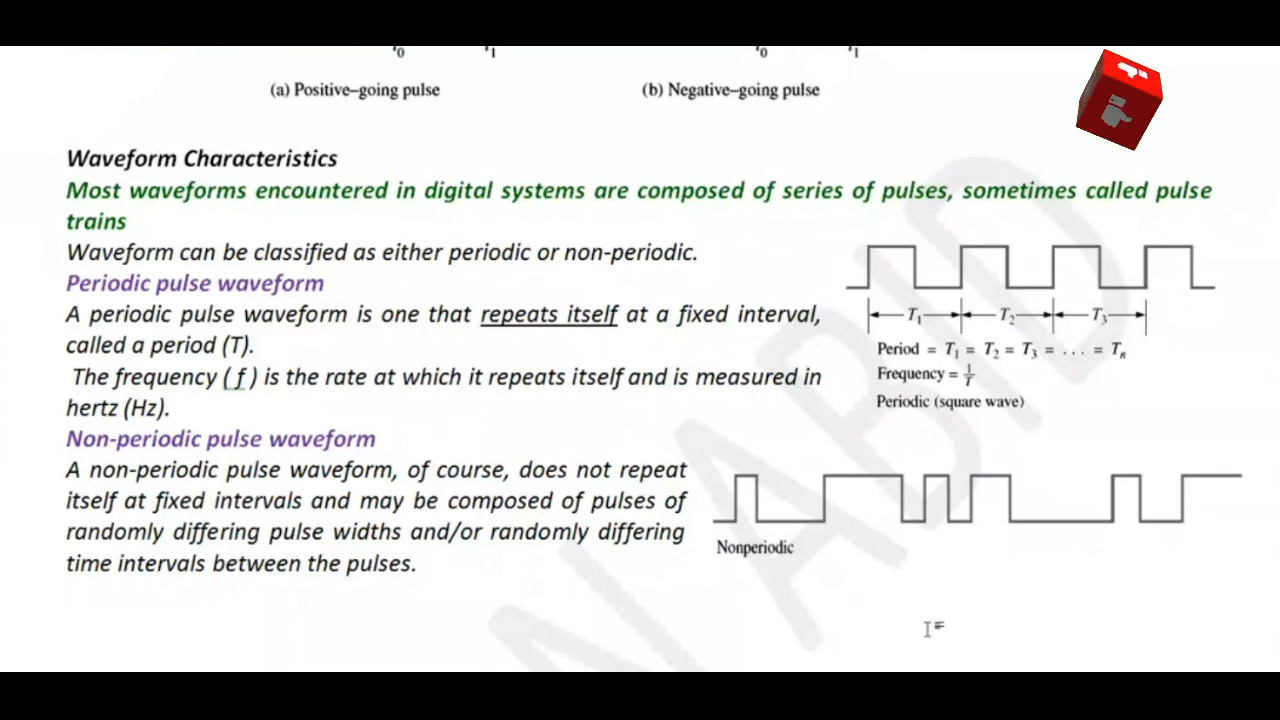 t0 t1 t0 t1
(a) Positive–going pulse (b) Negative–going pulse
Waveform Characteristics
Most waveforms encountered in digital systems are composed of series of pulses, sometimes called pulse
trains
Waveform can be classified as either periodic or non-periodic.
Periodic pulse waveform
A periodic pulse waveform is one that repeats itself at a fixed interval,
called a period (T).
The frequency ( f ) is the rate at which it repeats itself and is measured in
hertz (Hz).
T1 T2 T3
Period = T1 = T2 = T3 = . . . = Tn
Frequency = 1/T
Periodic (square wave)
Non-periodic pulse waveform
A non-periodic pulse waveform, of course, does not repeat
itself at fixed intervals and may be composed of pulses of
randomly differing pulse widths and/or randomly differing
time intervals between the pulses.
Nonperiodic